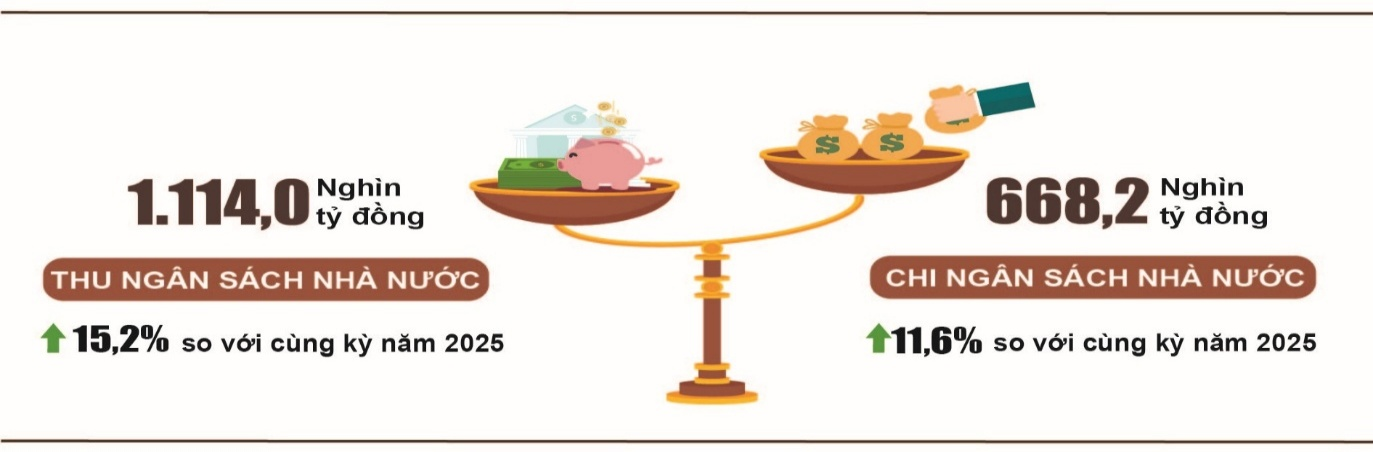 1.114,0 Nghìn
tỷ đồng
THU NGÂN SÁCH NHÀ NƯỚC
15,2% so với cùng kỳ năm 2025
$
$
668,2 Nghìn
tỷ đồng
CHI NGÂN SÁCH NHÀ NƯỚC
11,6% so với cùng kỳ năm 2025